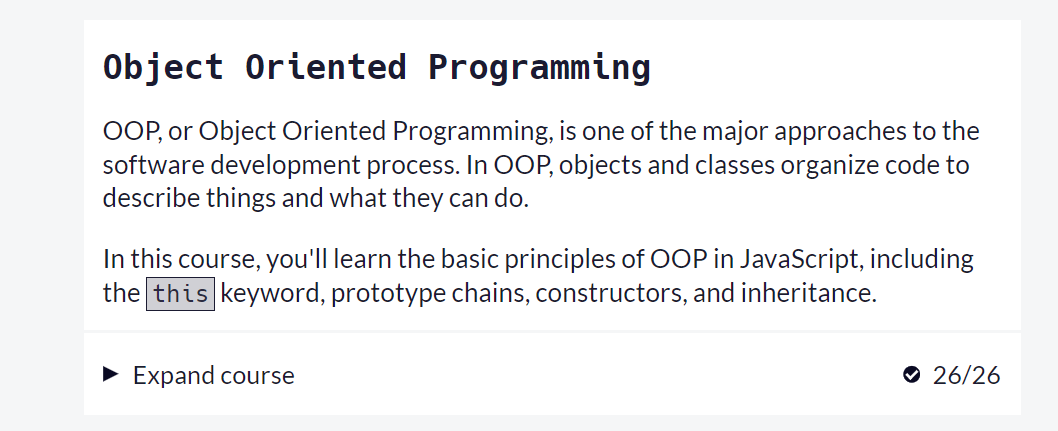 Object Oriented Programming
OOP, or Object Oriented Programming, is one of the major approaches to the
software development process. In OOP, objects and classes organize code to
describe things and what they can do.
In this course, you'll learn the basic principles of OOP in JavaScript, including
the this keyword, prototype chains, constructors, and inheritance.
Expand course 26/26